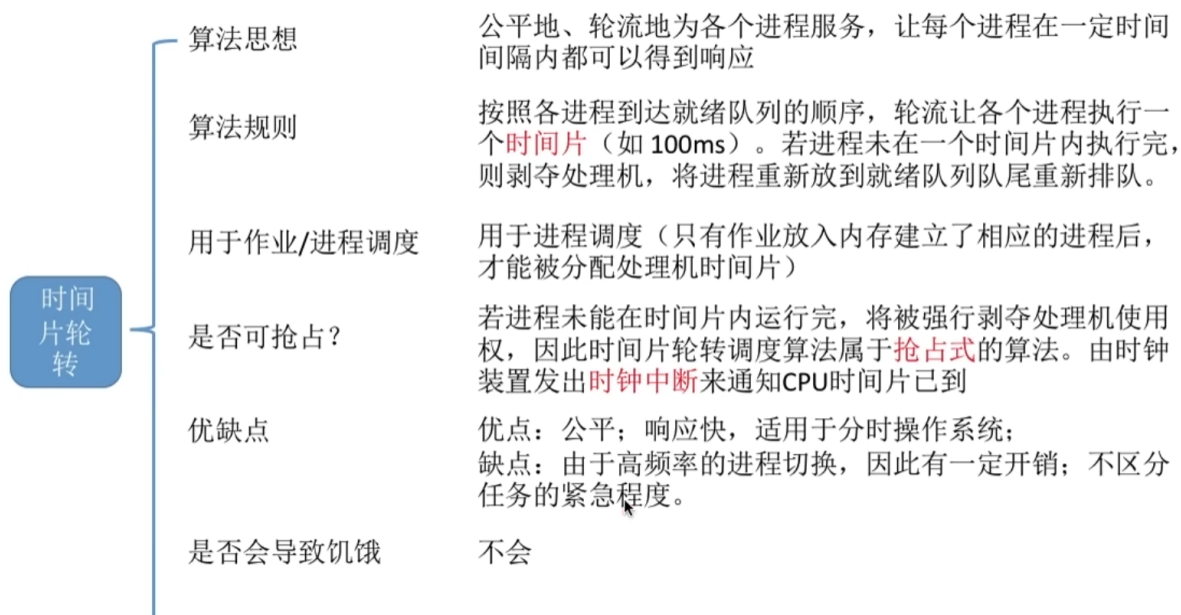 时间
片轮
转
算法思想
公平地、轮流地为各个进程服务，让每个进程在一定时间
间隔内都可以得到响应
算法规则
按照各进程到达就绪队列的顺序，轮流让各个进程执行一
个时间片（如 100ms）。若进程未在一个时间片内执行完，
则剥夺处理机，将进程重新放到就绪队列队尾重新排队。
用于作业/进程调度
用于进程调度（只有作业放入内存建立了相应的进程后，
才能被分配处理机时间片）
是否可抢占？
若进程未能在时间片内运行完，将被强行剥夺处理机使用
权，因此时间片轮转调度算法属于抢占式的算法。由时钟
装置发出时钟中断来通知CPU时间片已到
优缺点
优点：公平；响应快，适用于分时操作系统；
缺点：由于高频率的进程切换，因此有一定开销；不区分
任务的紧急程度。
是否会导致饥饿
不会